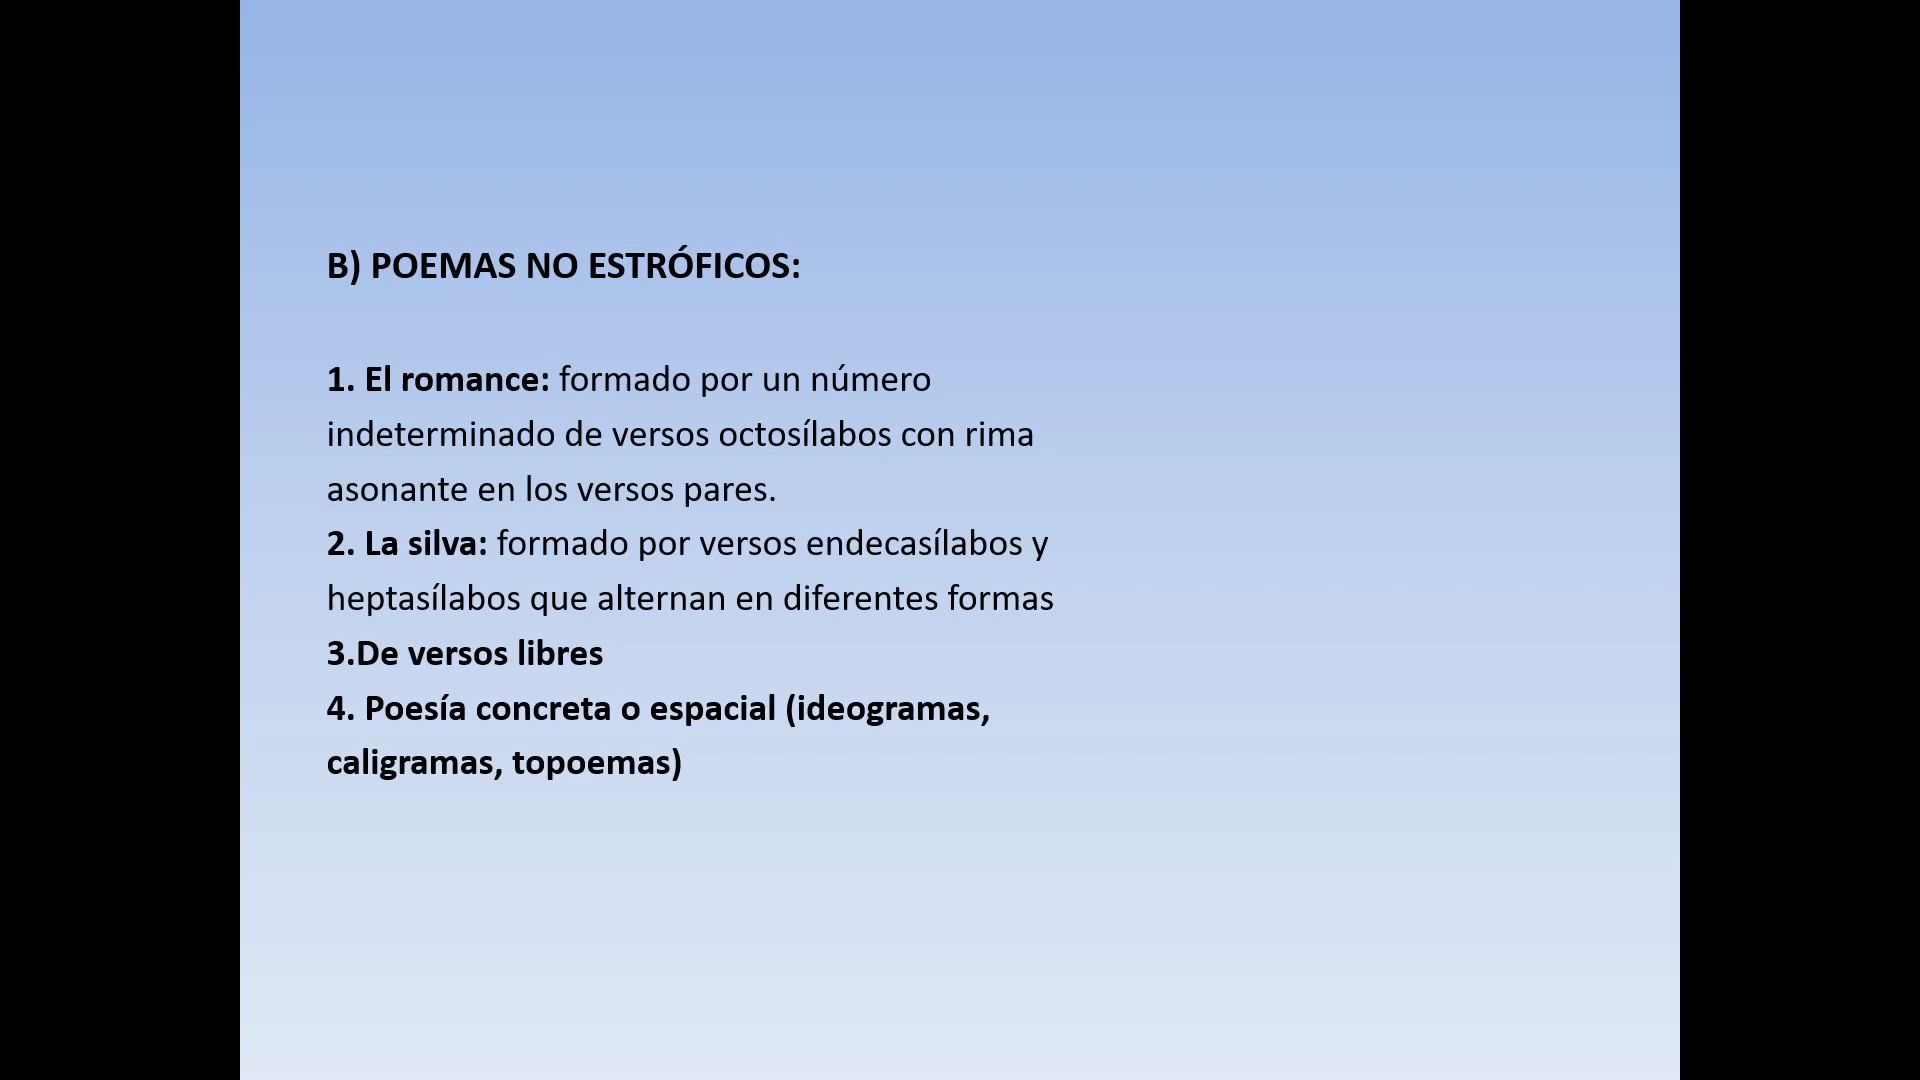 B) POEMAS NO ESTRÓFICOS:
1. El romance: formado por un número
indeterminado de versos octosílabos con rima
asonante en los versos pares.
2. La silva: formado por versos endecasílabos y
heptasílabos que alternan en diferentes formas
3.De versos libres
4. Poesía concreta o espacial (ideogramas,
caligramas, topoemas)